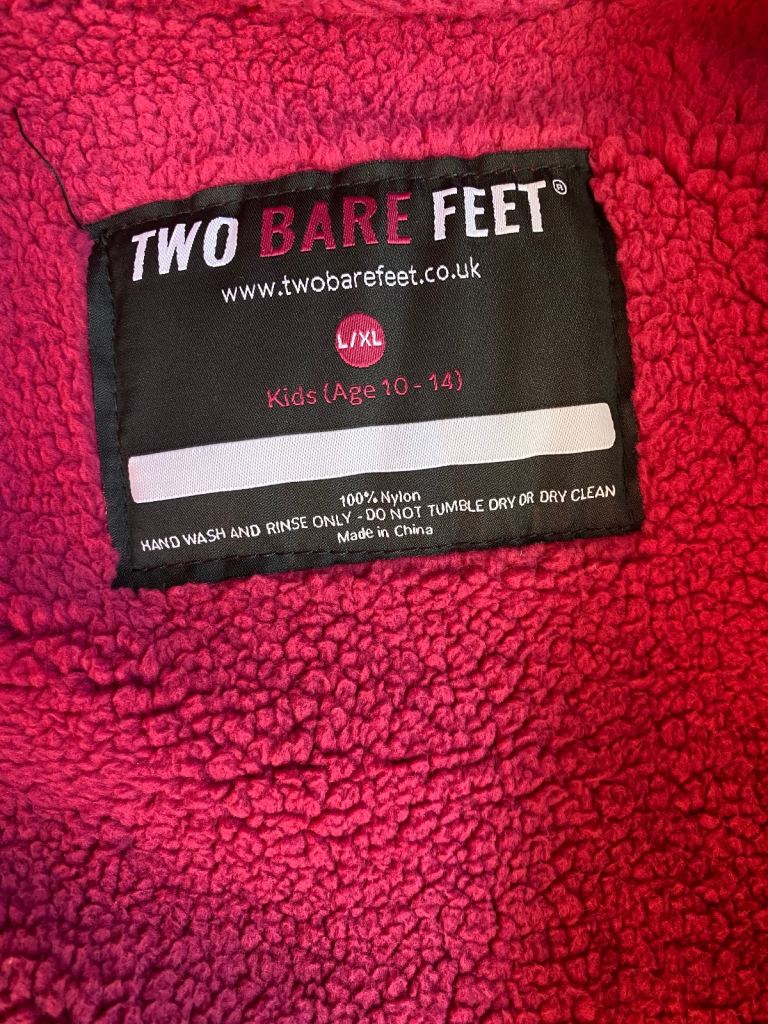 TWO BARE FEET®
www.twobarefeet.co.uk
L/XL
Kids (Age 10 - 14)
100% Nylon
HAND WASH AND RINSE ONLY - DO NOT TUMBLE DRY OR DRY CLEAN
Made in China